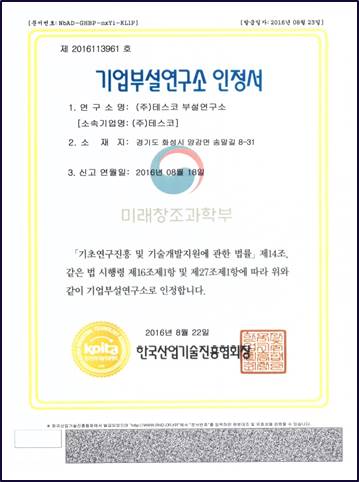 [문서번호:NbAD-GHBP-nxYi-KLlP]
[발급일자:2016년 08월 23일]
제 2016113961 호
기업부설연구소 인정서
1. 연 구 소 명: (주)테스코 부설연구소
[소속기업명: (주)테스코]
2. 소 재 지: 경기도 화성시 양감면 송말길 8-31
3. 신고 연월일: 2016년 08월 18일
미래창조과학부
「기초연구진흥 및 기술개발지원에 관한 법률」 제14조,
같은 법 시행령 제16조제1항 및 제27조제1항에 따라 위와
같이 기업부설연구소로 인정합니다.
2016년 8월 22일
koita
한국산업기술진흥협회장